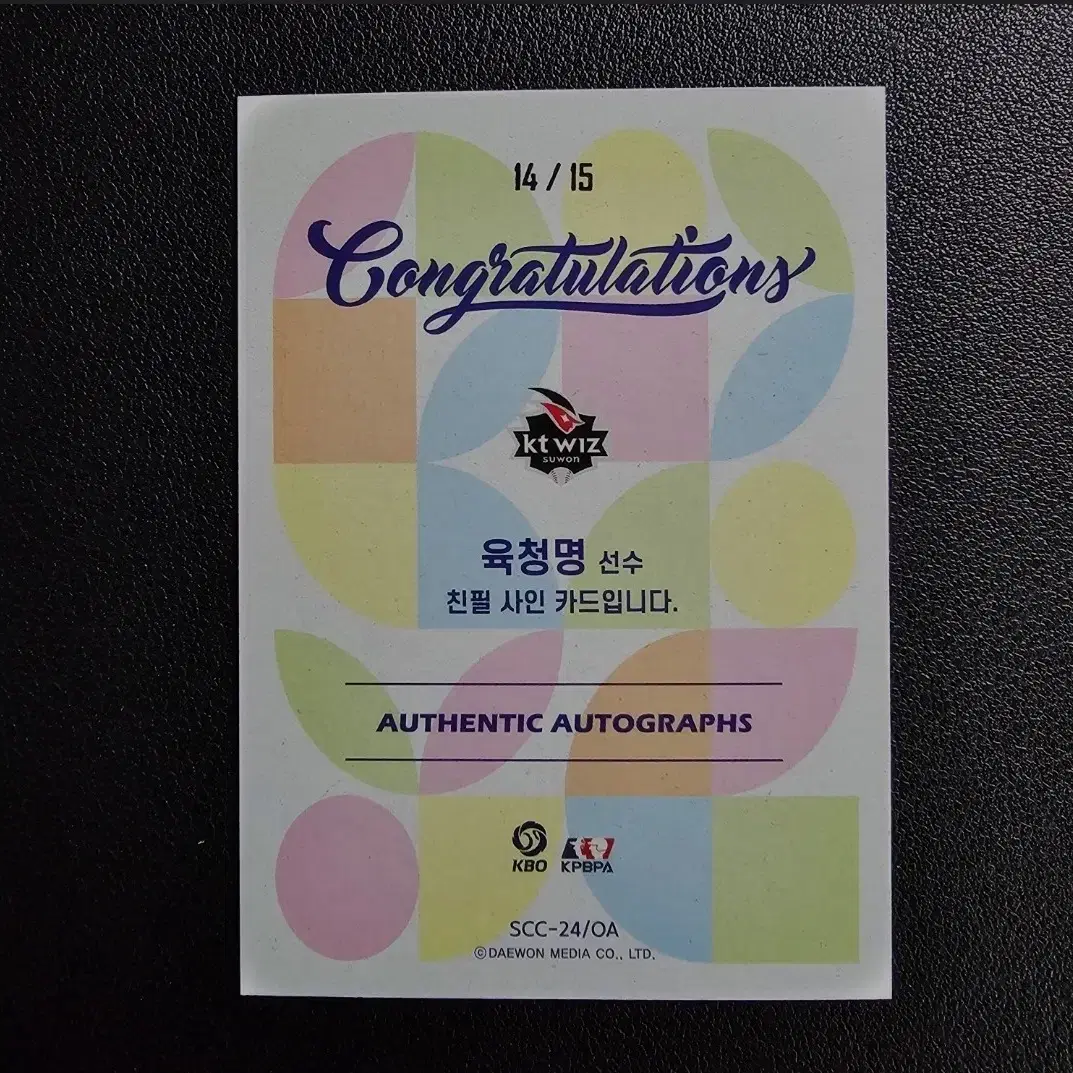 14 / 15
Congratulations
kt wiz
suwon
육청명 선수
친필 사인 카드입니다.
AUTHENTIC AUTOGRAPHS
KBO KPBPA
SCC-24/OA
©DAEWON MEDIA CO., LTD.